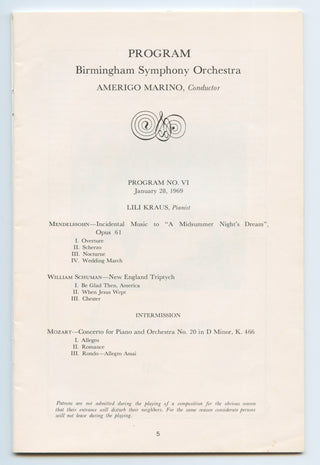 PROGRAM
Birmingham Symphony Orchestra
AMERIGO MARINO, Conductor
PROGRAM NO. VI
January 28, 1969
LILI KRAUS, Pianist
MENDELSSOHN—Incidental Music to "A Midsummer Night's Dream",
Opus 61
I. Overture
II. Scherzo
III. Nocturne
IV. Wedding March
WILLIAM SCHUMAN—New England Triptych
I. Be Glad Then, America
II. When Jesus Wept
III. Chester
INTERMISSION
MOZART—Concerto for Piano and Orchestra No. 20 in D Minor, K. 466
I. Allegro
II. Romance
III. Rondo—Allegro Assai
Patrons are not admitted during the playing of a composition for the obvious reason
that their entrance will disturb their neighbors. For the same reason considerate persons
will not leave during the playing.
5